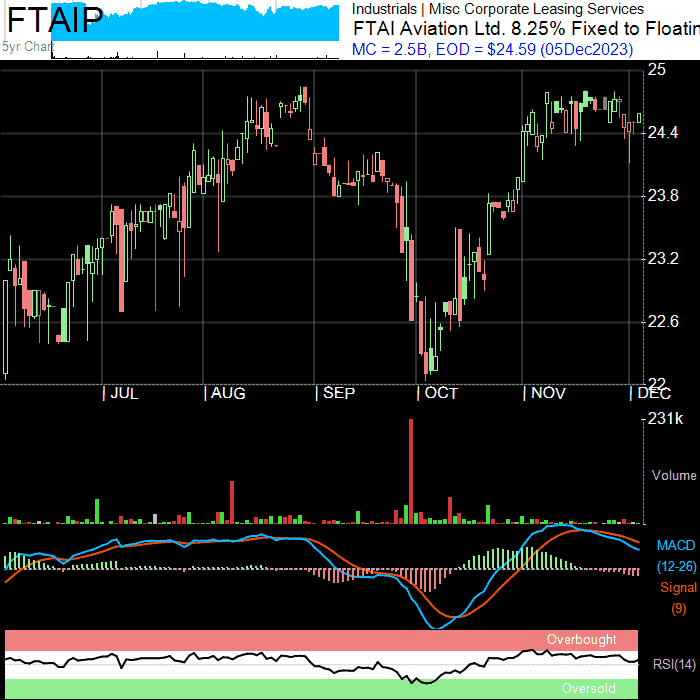 FTAIP
5yr Chart
Industrials | Misc Corporate Leasing Services
FTAI Aviation Ltd. 8.25% Fixed to Floatin
MC = 2.5B, EOD = $24.59 (05Dec2023)
25
24.4
23.8
23.2
22.6
22
JUL
AUG
SEP
OCT
NOV
DEC
231k
Volume
MACD
(12-26)
Signal
(9)
Overbought
RSI(14)
Oversold